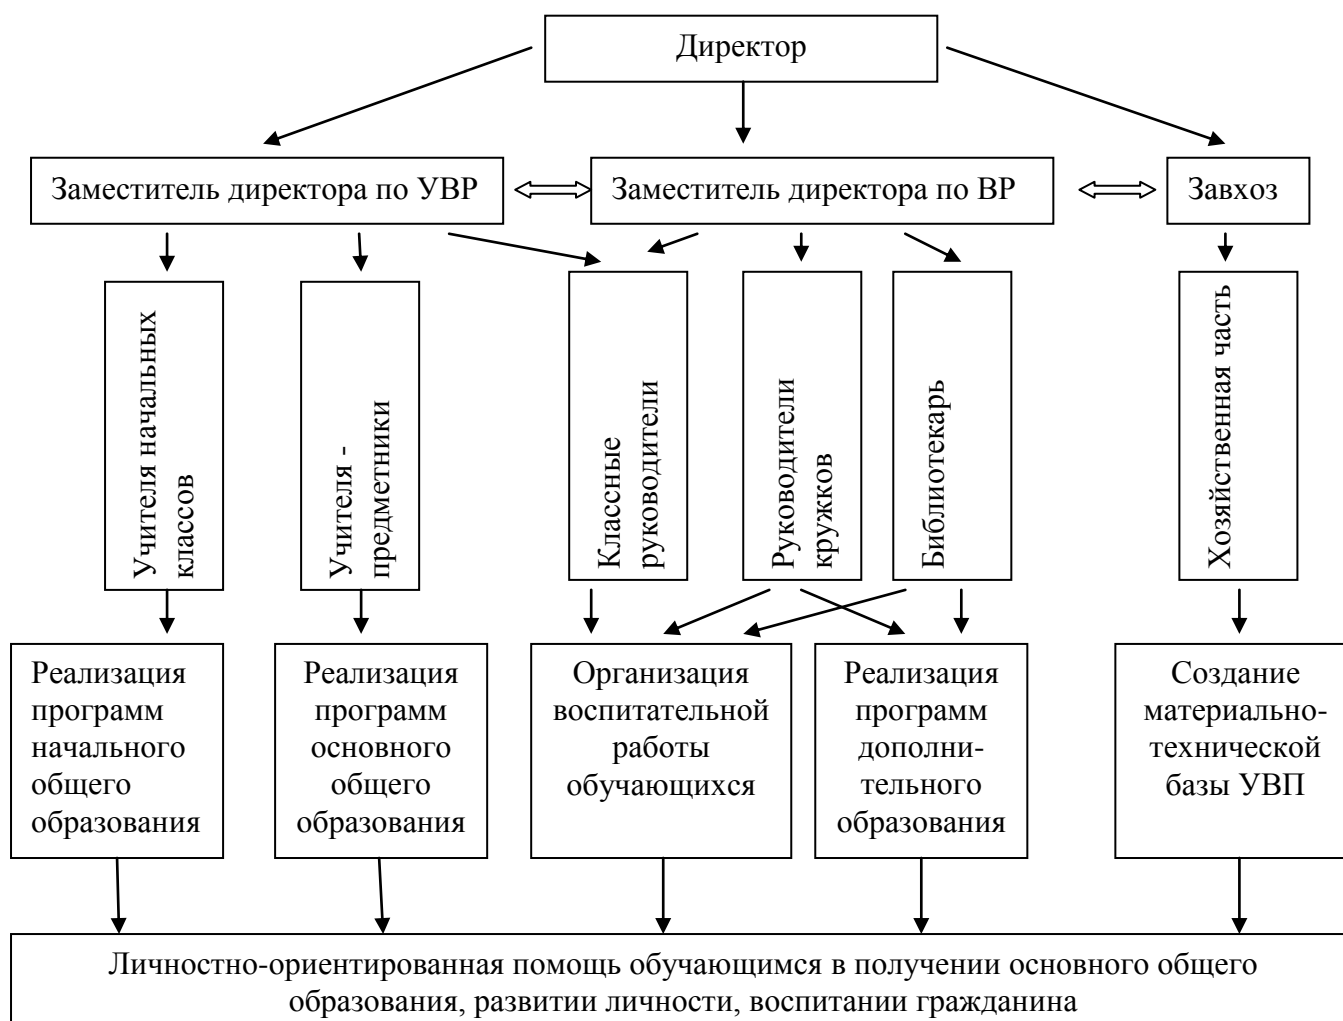 Директор
Заместитель директора по УВР
Заместитель директора по ВР
Завхоз
Учителя начальных
классов
Учителя -
предметники
Классные
руководители
Руководители
кружков
Библиотекарь
Хозяйственная часть
Реализация
программ
начального
общего
образования
Реализация
программ
основного
общего
образования
Организация
воспитательной
работы
обучающихся
Реализация
программ
дополни-
тельного
образования
Создание
материально-
технической
базы УВП
Личностно-ориентированная помощь обучающимся в получении основного общего
образования, развитии личности, воспитании гражданина